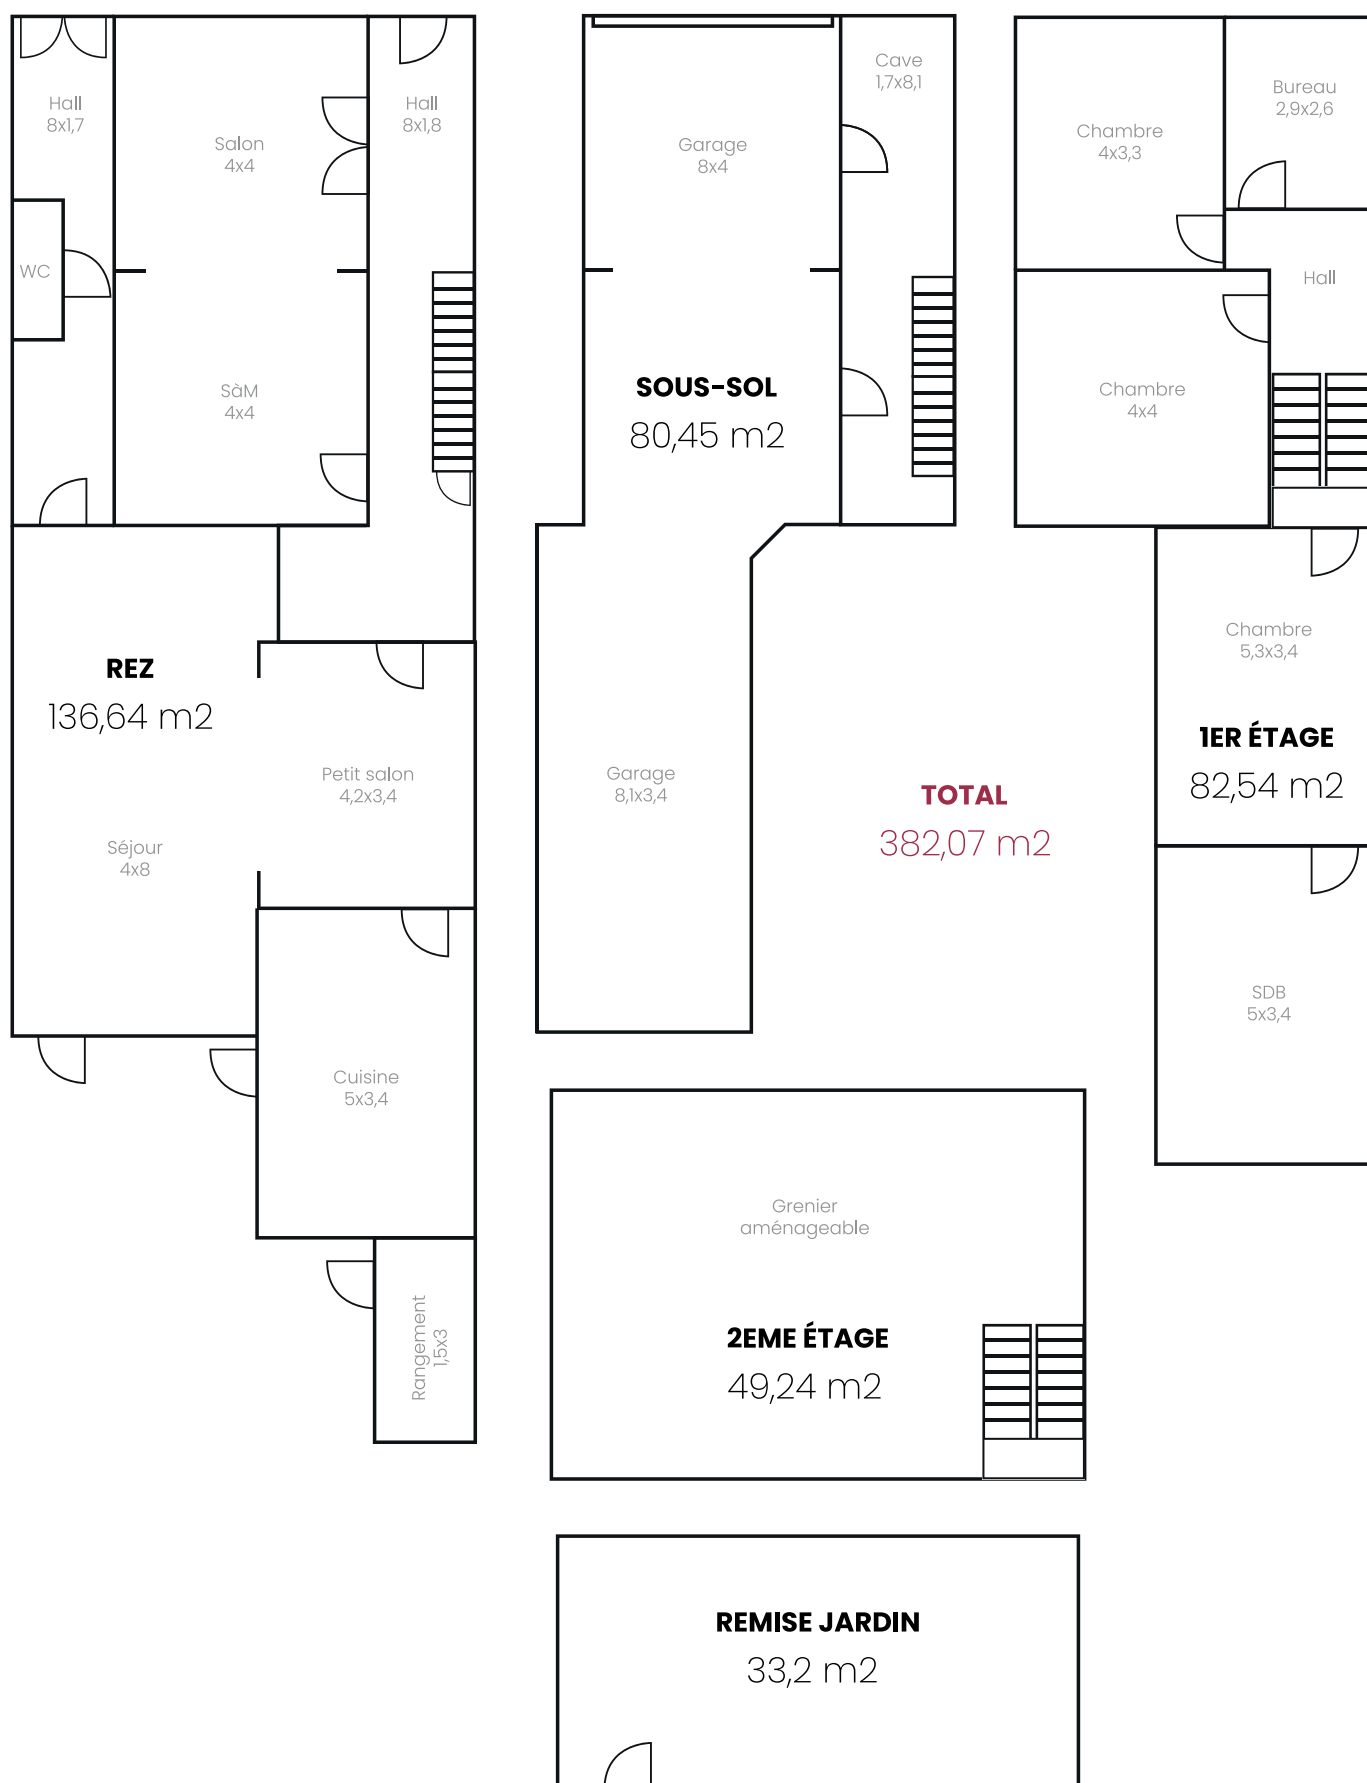 Hall
8x1,7
Salon
4x4
Hall
8x1,8
WC
SàM
4x4
REZ
136,64 m2
Petit salon
4,2x3,4
Séjour
4x8
Cuisine
5x3,4
Rangement
1,5x3
Garage
8x4
Cave
1,7x8,1
SOUS-SOL
80,45 m2
Garage
8,1x3,4
TOTAL
382,07 m2
Chambre
4x3,3
Bureau
2,9x2,6
Hall
Chambre
4x4
Chambre
5,3x3,4
1ER ÉTAGE
82,54 m2
SDB
5x3,4
Grenier
aménageable
2EME ÉTAGE
49,24 m2
REMISE JARDIN
33,2 m2